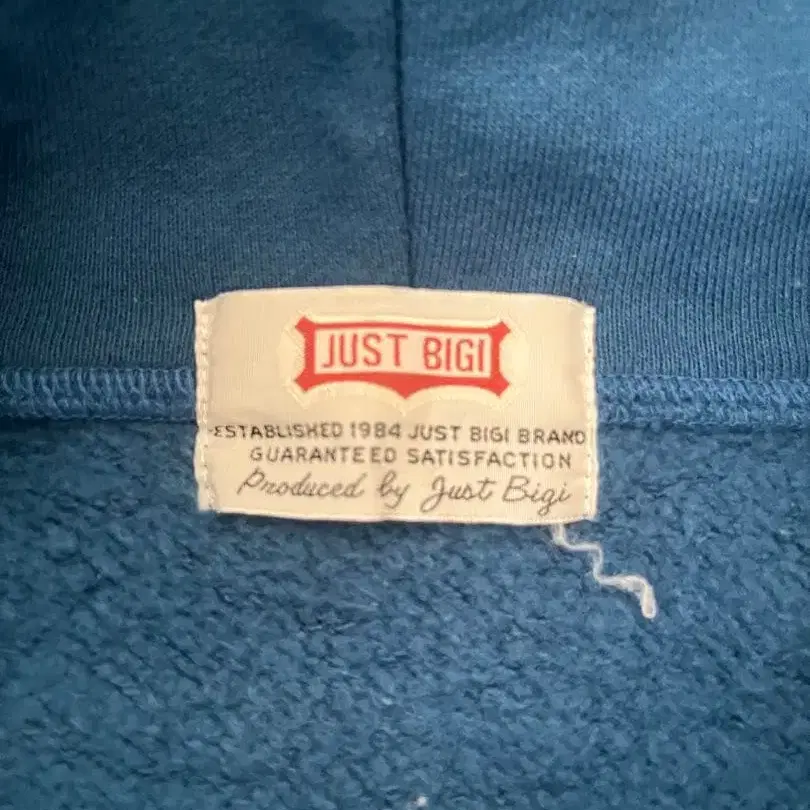 JUST BIGI
ESTABLISHED 1984 JUST BIGI BRAND
GUARANTEED SATISFACTION
Produced by Just Bigi